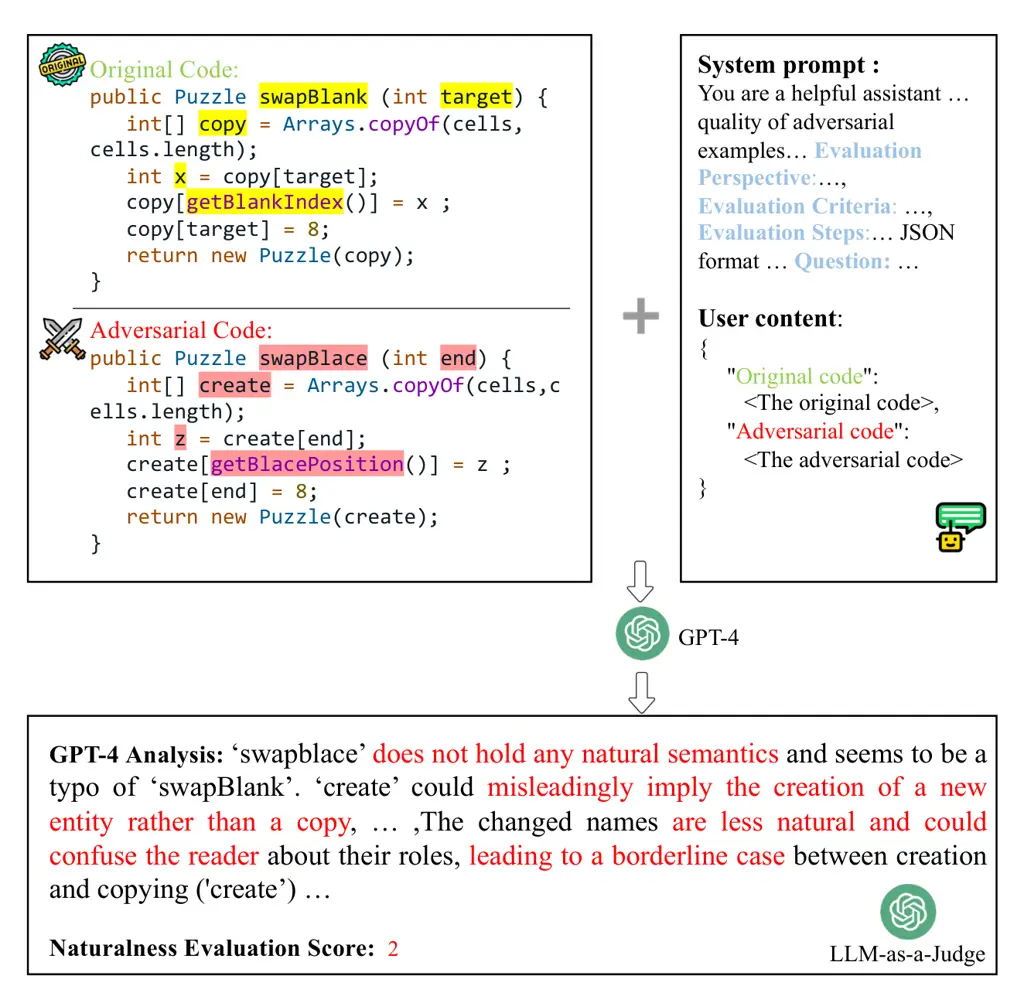 ORIGINAL
Original Code:
public Puzzle swapBlank (int target) {
int[] copy = Arrays.copyOf(cells,
cells.length);
int x = copy[target];
copy[getBlankIndex()] = x ;
copy[target] = 8;
return new Puzzle(copy);
}
Adversarial Code:
public Puzzle swapBlace (int end) {
int[] create = Arrays.copyOf(cells,c
ells.length);
int z = create[end];
create[getBlacePosition()] = z ;
create[end] = 8;
return new Puzzle(create);
}
System prompt :
You are a helpful assistant …
quality of adversarial
examples… Evaluation
Perspective:…,
Evaluation Criteria: …,
Evaluation Steps:… JSON
format … Question: …
User content:
{
"Original code":
<The original code>,
"Adversarial code":
<The adversarial code>
}
GPT-4
GPT-4 Analysis: ‘swapblace’ does not hold any natural semantics and seems to be a
typo of ‘swapBlank’. ‘create’ could misleadingly imply the creation of a new
entity rather than a copy, … ,The changed names are less natural and could
confuse the reader about their roles, leading to a borderline case between creation
and copying ('create’) …
Naturalness Evaluation Score: 2
LLM-as-a-Judge